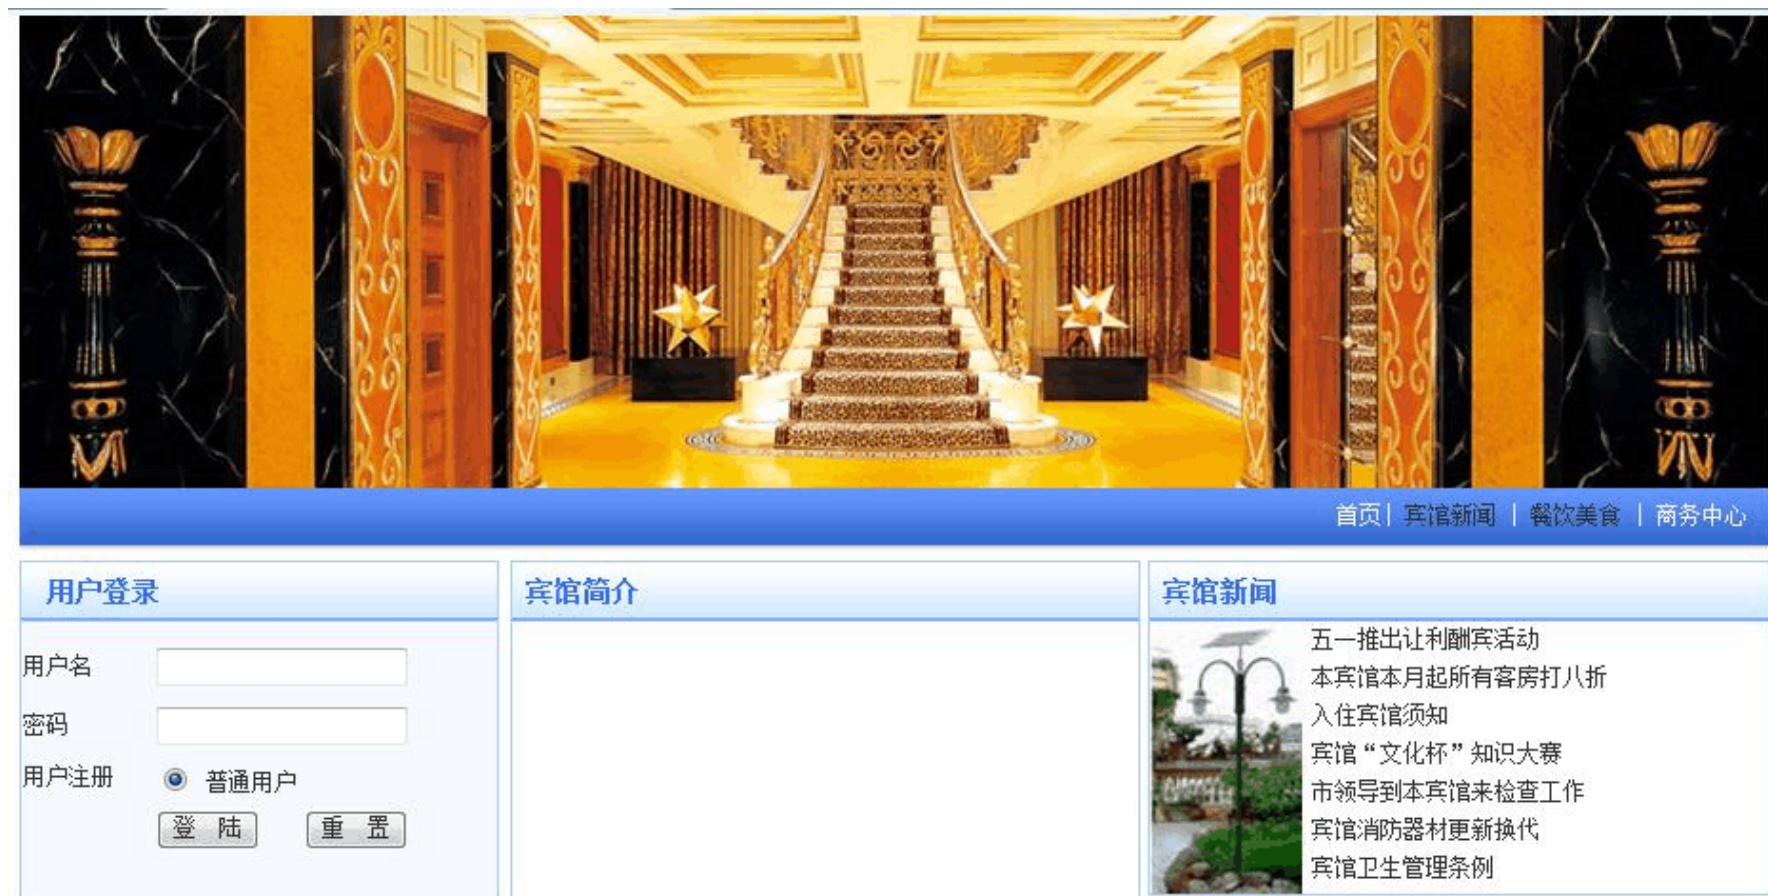 首页| 宾馆新闻 | 餐饮美食 | 商务中心
用户登录
用户名
密码
用户注册 普通用户
登 陆 重 置
宾馆简介
宾馆新闻
五一推出让利酬宾活动
本宾馆本月起所有客房打八折
入住宾馆须知
宾馆“文化杯”知识大赛
市领导到本宾馆来检查工作
宾馆消防器材更新换代
宾馆卫生管理条例